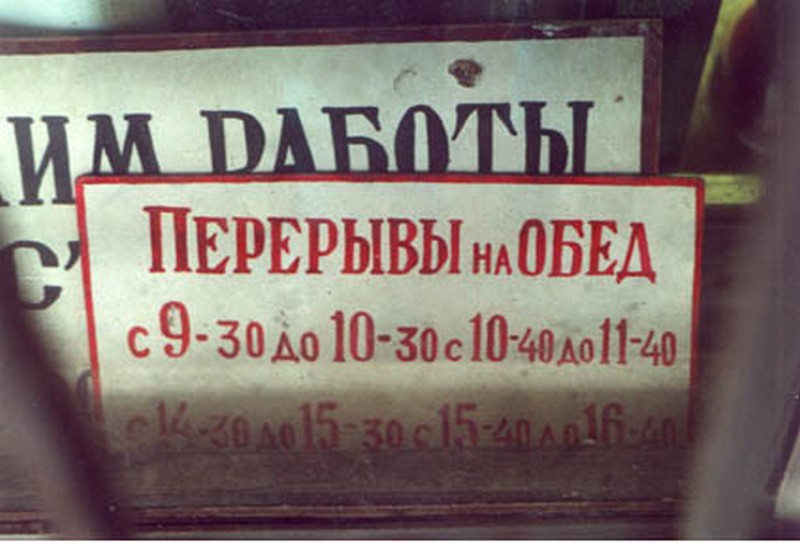 ИМ РАБОТЫ
ПЕРЕРЫВЫ НА ОБЕД
с 9-30 до 10-30 с 10-40 до 11-40
с 14-30 до 15-30 с 15-40 до 16-40